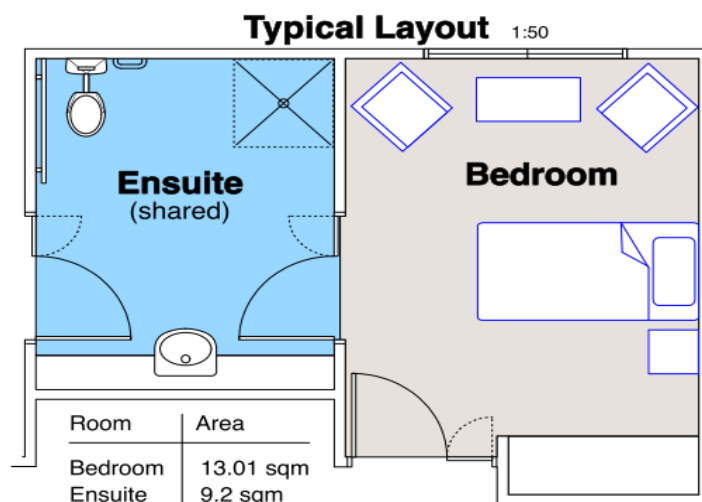 Typical Layout 1:50
Ensuite
(shared)
Bedroom
Room Area
Bedroom 13.01 sqm
Ensuite 9.2 sqm